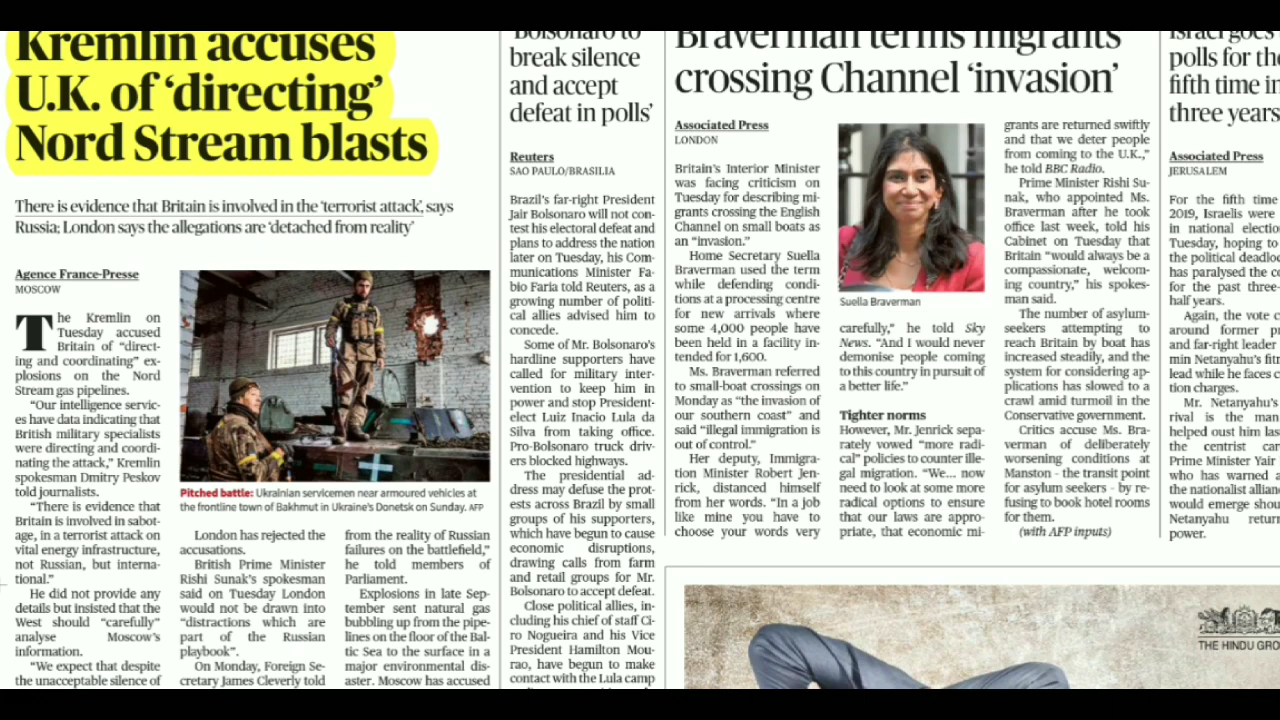 Kremlin accuses
U.K. of ‘directing’
Nord Stream blasts
There is evidence that Britain is involved in the ‘terrorist attack’, says
Russia; London says the allegations are ‘detached from reality’
Agence France-Presse
MOSCOW
The Kremlin on
Tuesday accused
Britain of “direct-
ing and coordinating” ex-
plosions on the Nord
Stream gas pipelines.
“Our intelligence servic-
es have data indicating that
British military specialists
were directing and coordi-
nating the attack,” Kremlin
spokesman Dmitry Peskov
told journalists.
“There is evidence that
Britain is involved in sabot-
age, in a terrorist attack on
vital energy infrastructure,
not Russian, but interna-
tional.”
He did not provide any
details but insisted that the
West should “carefully”
analyse Moscow’s
information.
“We expect that despite
the unacceptable silence of
Pitched battle: Ukrainian servicemen near armoured vehicles at
the frontline town of Bakhmut in Ukraine’s Donetsk on Sunday. AFP
London has rejected the
accusations.
British Prime Minister
Rishi Sunak’s spokesman
said on Tuesday London
would not be drawn into
“distractions which are
part of the Russian
playbook”.
On Monday, Foreign Se-
cretary James Cleverly told
from the reality of Russian
failures on the battlefield,”
he told members of
Parliament.
Explosions in late Sep-
tember sent natural gas
bubbling up from the pipe-
lines on the floor of the Bal-
tic Sea to the surface in a
major environmental dis-
aster. Moscow has accused
‘Bolsonaro to
break silence
and accept
defeat in polls’
Reuters
SAO PAULO/BRASILIA
Brazil’s far-right President
Jair Bolsonaro will not con-
test his electoral defeat and
plans to address the nation
later on Tuesday, his Com-
munications Minister Fa-
bio Faria told Reuters, as a
growing number of politi-
cal allies advised him to
concede.
Some of Mr. Bolsonaro’s
hardline supporters have
called for military inter-
vention to keep him in
power and stop President-
elect Luiz Inacio Lula da
Silva from taking office.
Pro-Bolsonaro truck driv-
ers blocked highways.
The presidential ad-
dress may defuse the prot-
ests across Brazil by small
groups of his supporters,
which have begun to cause
economic disruptions,
drawing calls from farm
and retail groups for Mr.
Bolsonaro to accept defeat.
Close political allies, in-
cluding his chief of staff Ci-
ro Nogueira and his Vice
President Hamilton Mou-
rao, have begun to make
contact with the Lula camp
Braverman terms migrants
crossing Channel ‘invasion’
Associated Press
LONDON
Britain’s Interior Minister
was facing criticism on
Tuesday for describing mi-
grants crossing the English
Channel on small boats as
an “invasion.”
Home Secretary Suella
Braverman used the term
while defending condi-
tions at a processing centre
for new arrivals where
some 4,000 people have
been held in a facility in-
tended for 1,600.
Ms. Braverman referred
to small-boat crossings on
Monday as “the invasion of
our southern coast” and
said “illegal immigration is
out of control.”
Her deputy, Immigra-
tion Minister Robert Jen-
rick, distanced himself
from her words. “In a job
like mine you have to
choose your words very
Suella Braverman
carefully,” he told Sky
News. “And I would never
demonise people coming
to this country in pursuit of
a better life.”
Tighter norms
However, Mr. Jenrick sepa-
rately vowed “more radi-
cal” policies to counter ille-
gal migration. “We... now
need to look at some more
radical options to ensure
that our laws are appro-
priate, that economic mi-
grants are returned swiftly
and that we deter people
from coming to the U.K.,”
he told BBC Radio.
Prime Minister Rishi Su-
nak, who appointed Ms.
Braverman after he took
office last week, told his
Cabinet on Tuesday that
Britain “would always be a
compassionate, welcom-
ing country,” his spokes-
man said.
The number of asylum-
seekers attempting to
reach Britain by boat has
increased steadily, and the
system for considering ap-
plications has slowed to a
crawl amid turmoil in the
Conservative government.
Critics accuse Ms. Bra-
verman of deliberately
worsening conditions at
Manston - the transit point
for asylum seekers - by re-
fusing to book hotel rooms
for them.
(with AFP inputs)
Israel goes
polls for the
fifth time in
three years
Associated Press
JERUSALEM
For the fifth time
2019, Israelis were
in national election
Tuesday, hoping to
the political deadloc
has paralysed the co
for the past three-
half years.
Again, the vote c
around former p
and far-right leader
min Netanyahu’s fitn
lead while he faces c
tion charges.
Mr. Netanyahu’s
rival is the man
helped oust him las
the centrist car
Prime Minister Yair
who has warned a
the nationalist allian
would emerge shou
Netanyahu return
power.
THE HINDU GRO